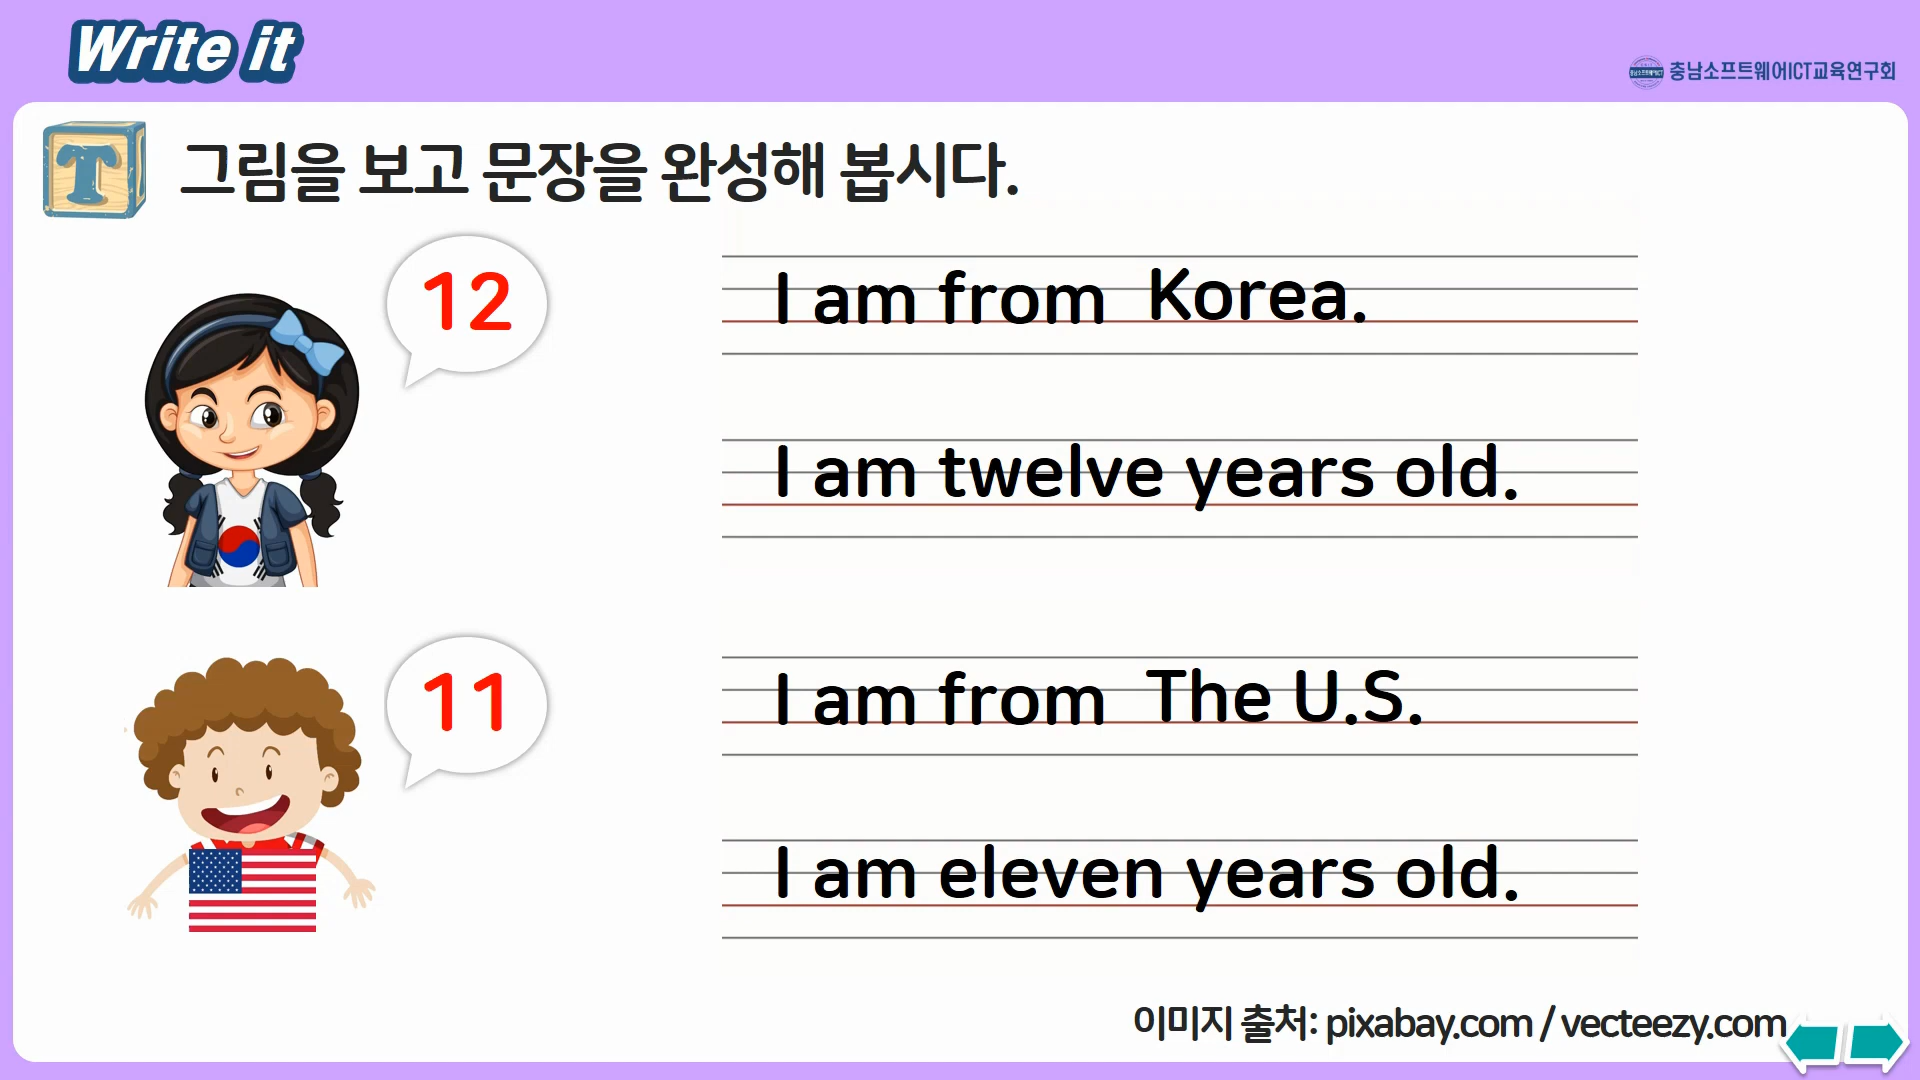 Write it
충남소프트웨어ICT교육연구회
T 그림을 보고 문장을 완성해 봅시다.
12
I am from Korea.
I am twelve years old.
11
I am from The U.S.
I am eleven years old.
이미지 출처: pixabay.com / vecteezy.com